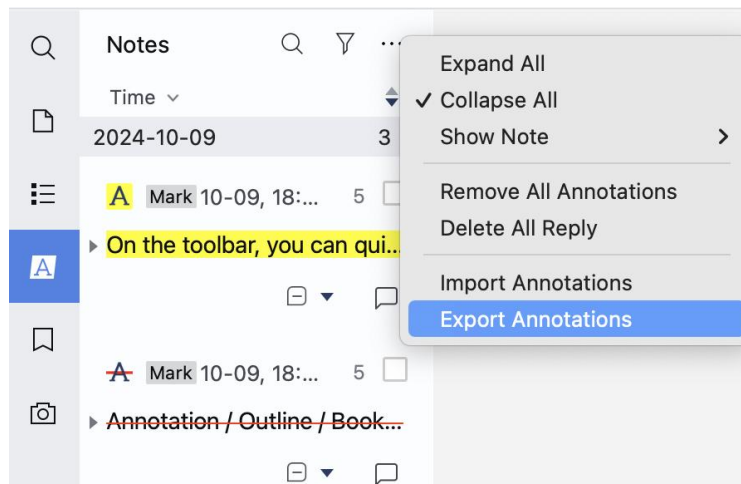 Notes
Time
2024-10-09 3
A Mark 10-09, 18:... 5
On the toolbar, you can qui...
A Mark 10-09, 18:... 5
Annotation / Outline / Book...
Expand All
✓ Collapse All
Show Note
Remove All Annotations
Delete All Reply
Import Annotations
Export Annotations
A